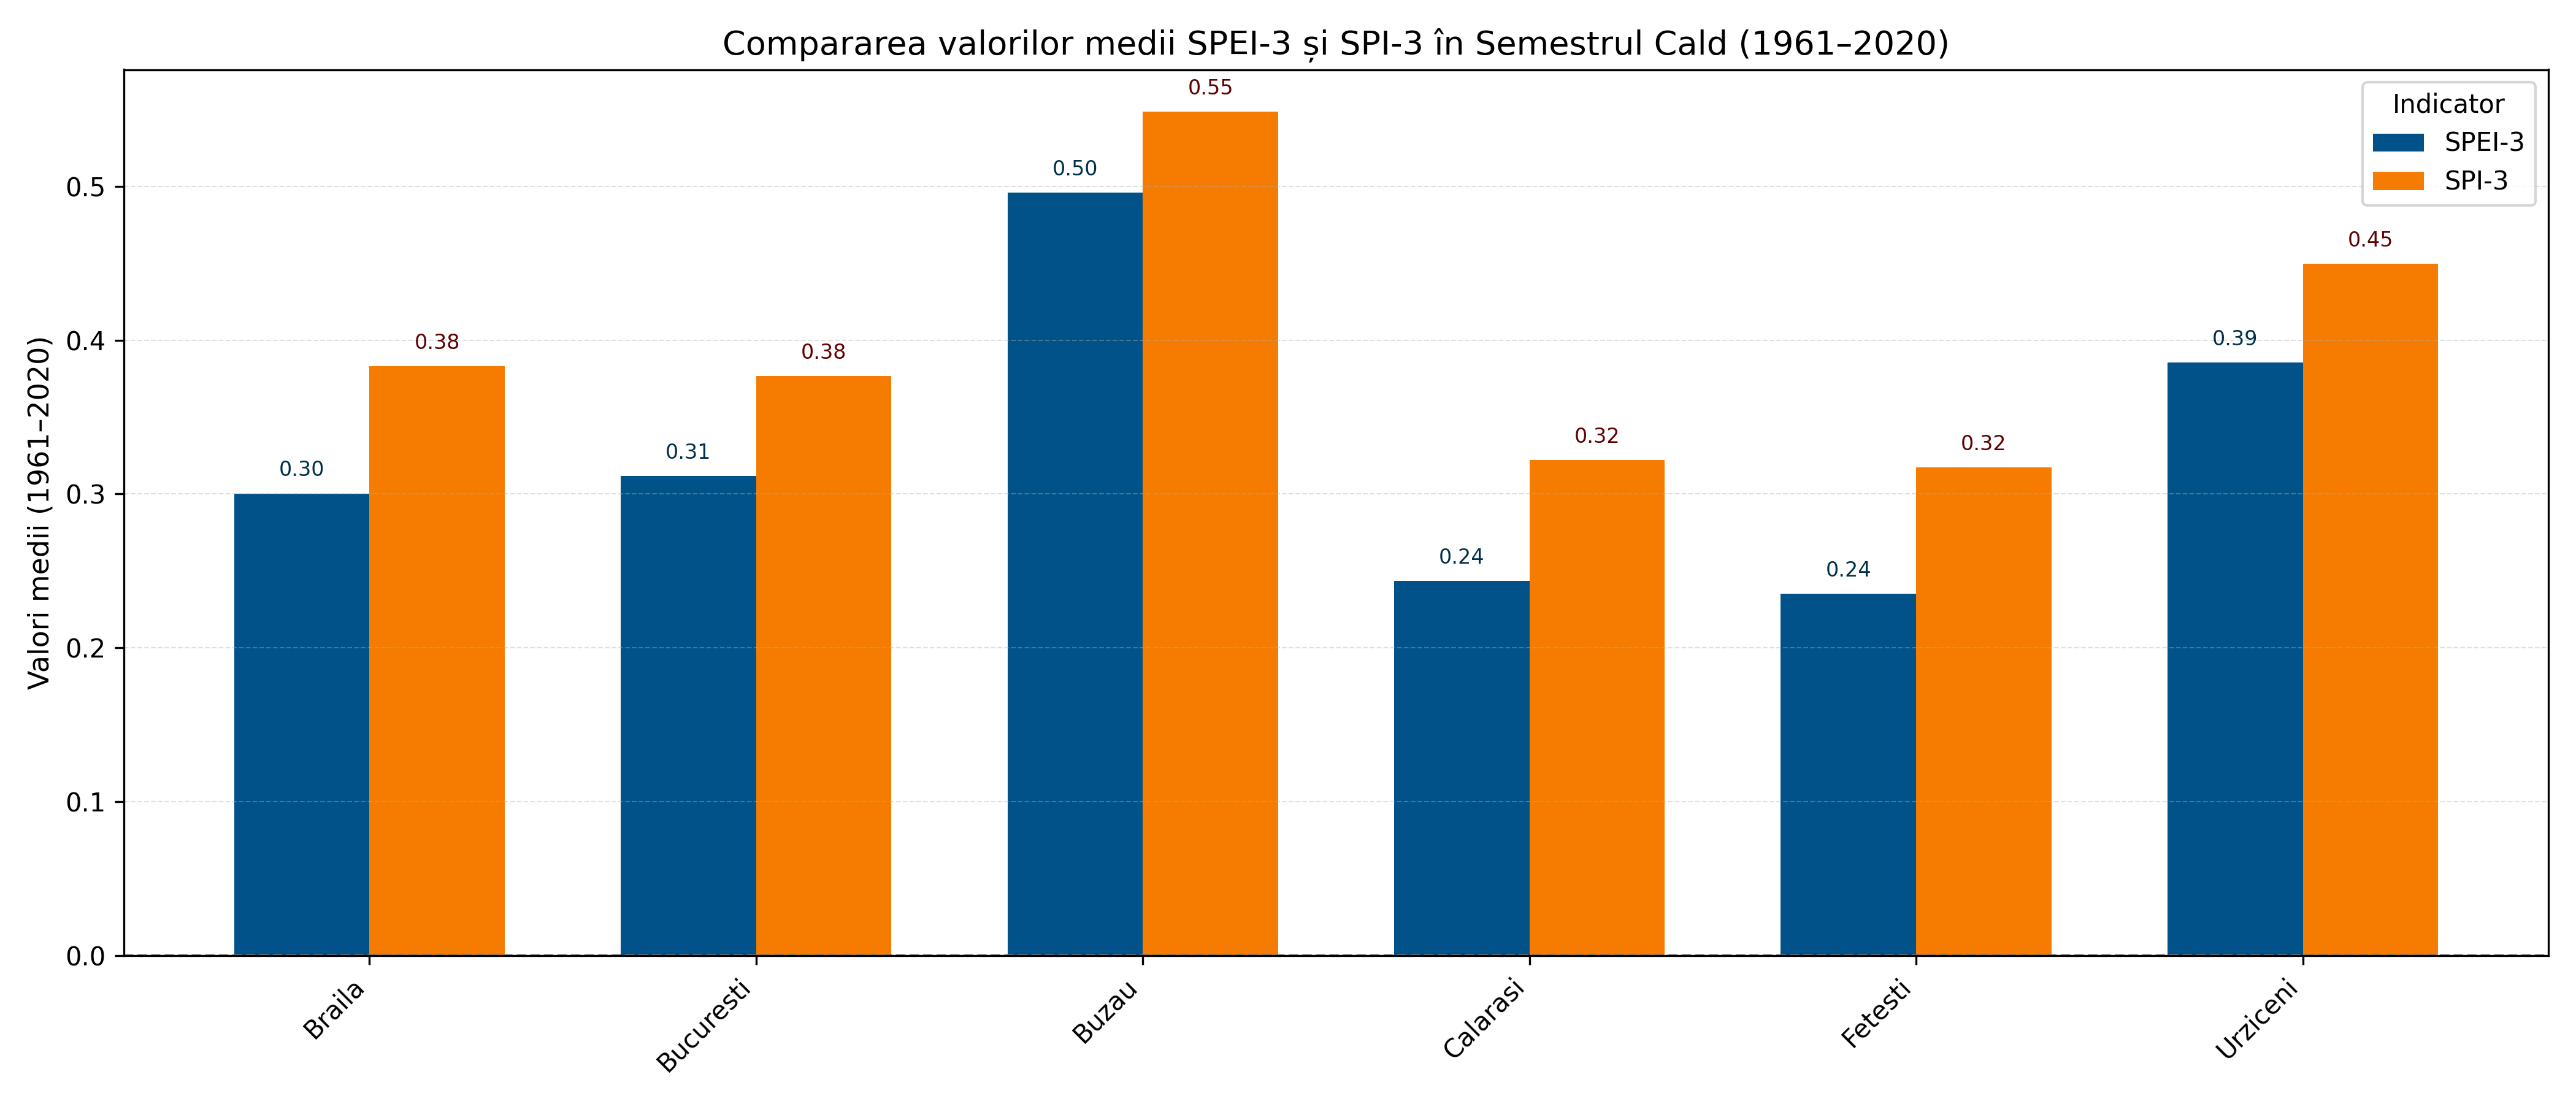 Compararea valorilor medii SPEI-3 și SPI-3 în Semestrul Cald (1961–2020)
Indicator
SPEI-3
SPI-3
Valori medii (1961–2020)
0.5
0.4
0.3
0.2
0.1
0.0
0.30
0.38
0.31
0.38
0.50
0.55
0.24
0.32
0.24
0.32
0.39
0.45
Braila
Bucuresti
Buzau
Calarasi
Fetesti
Urziceni